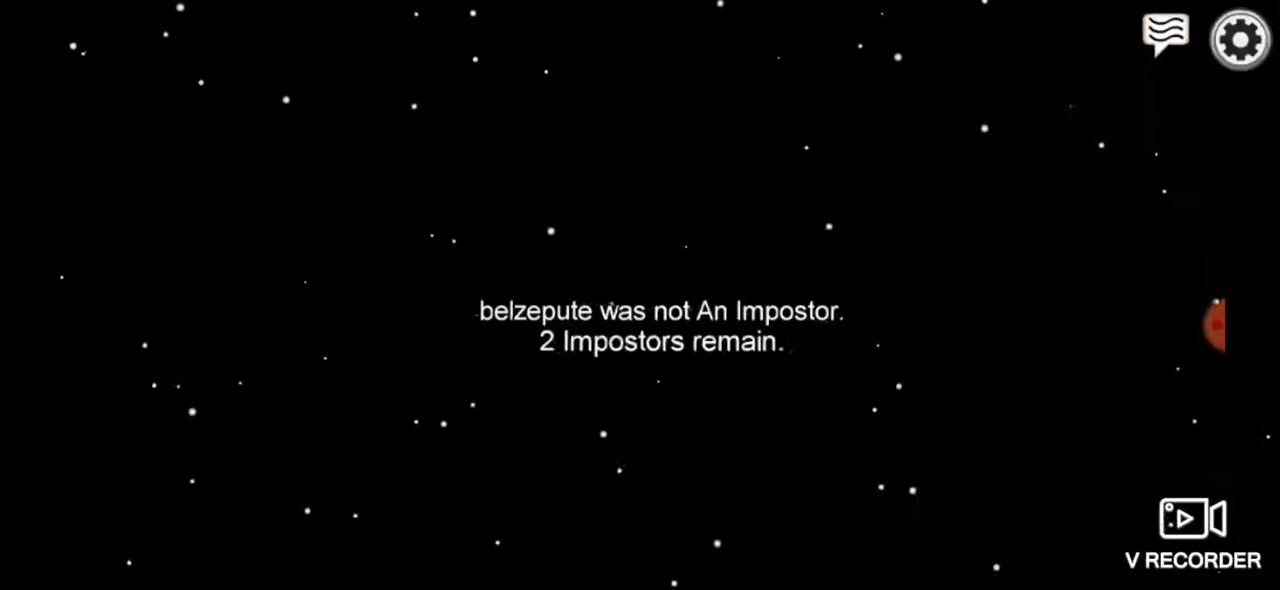 belzepute was not An Impostor.
2 Impostors remain.
V RECORDER